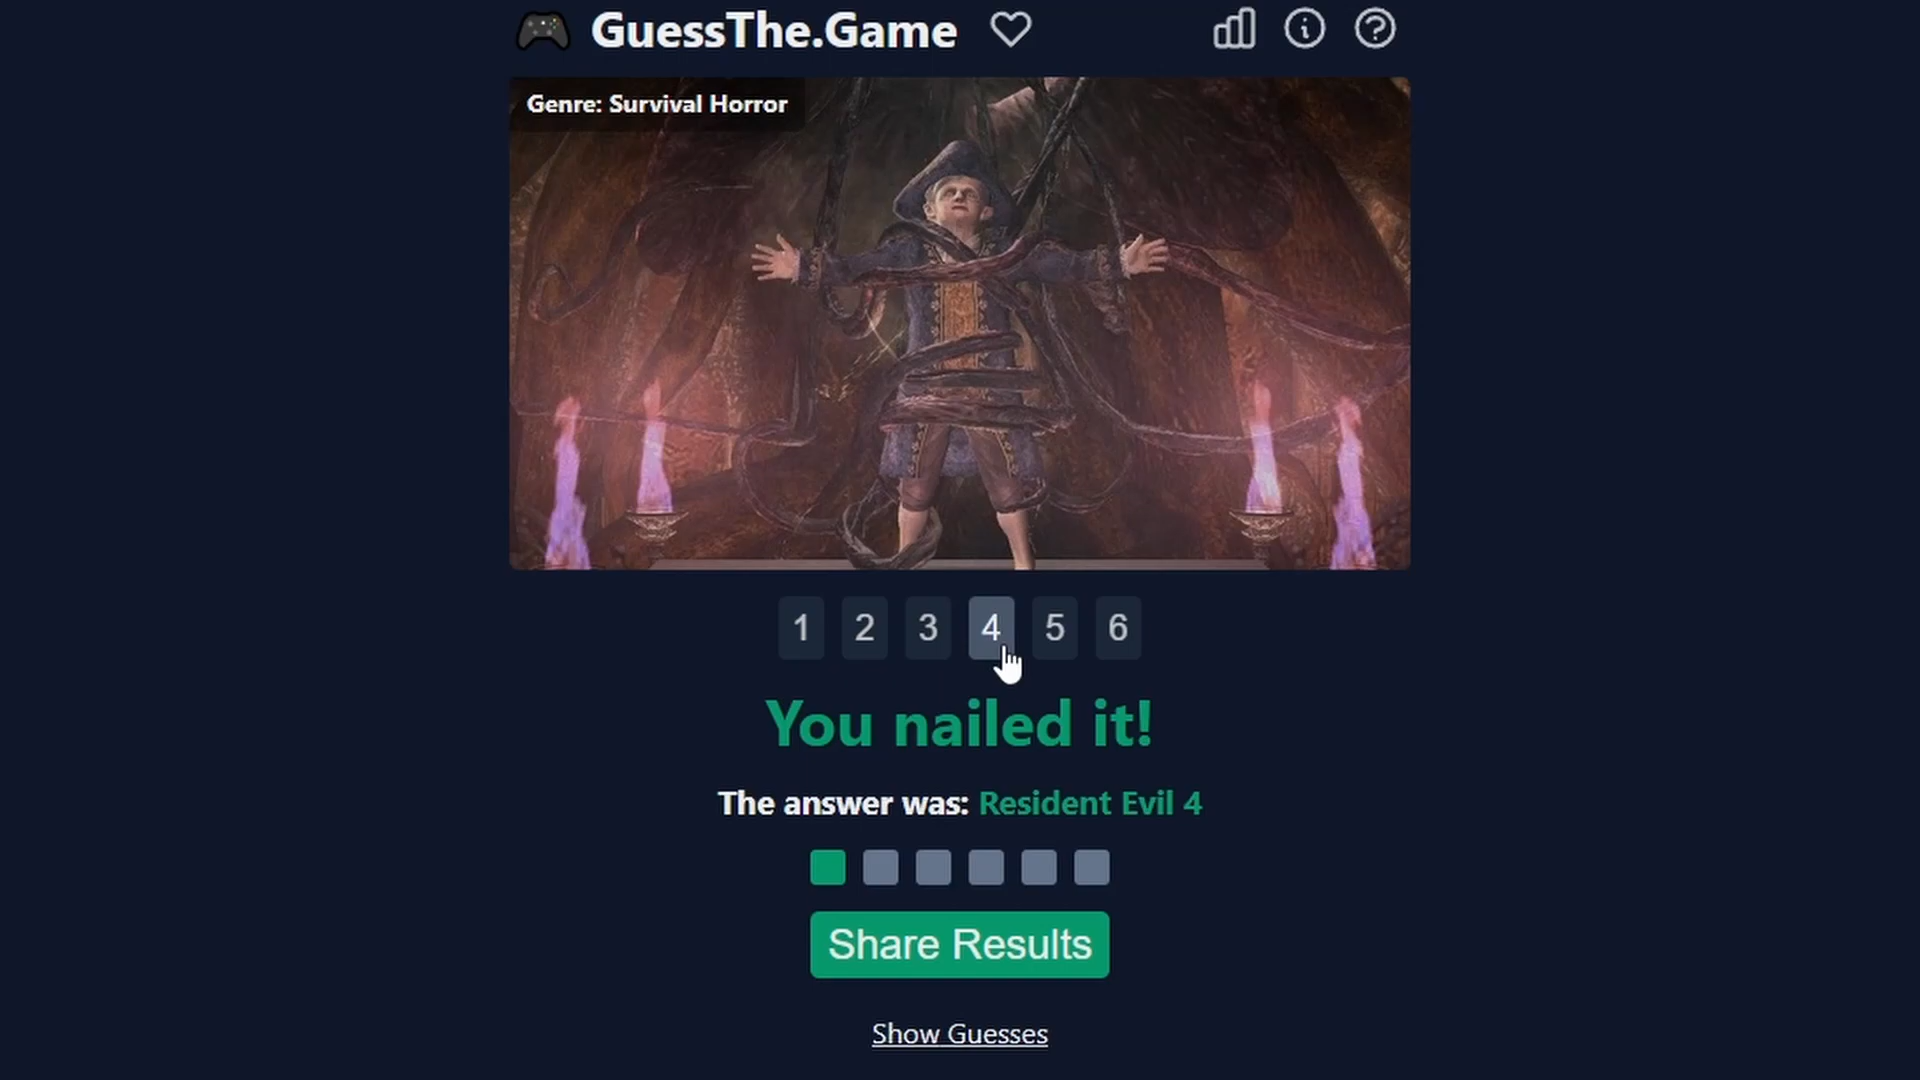 GuessThe.Game
Genre: Survival Horror
1 2 3 4 5 6
You nailed it!
The answer was: Resident Evil 4
Share Results
Show Guesses